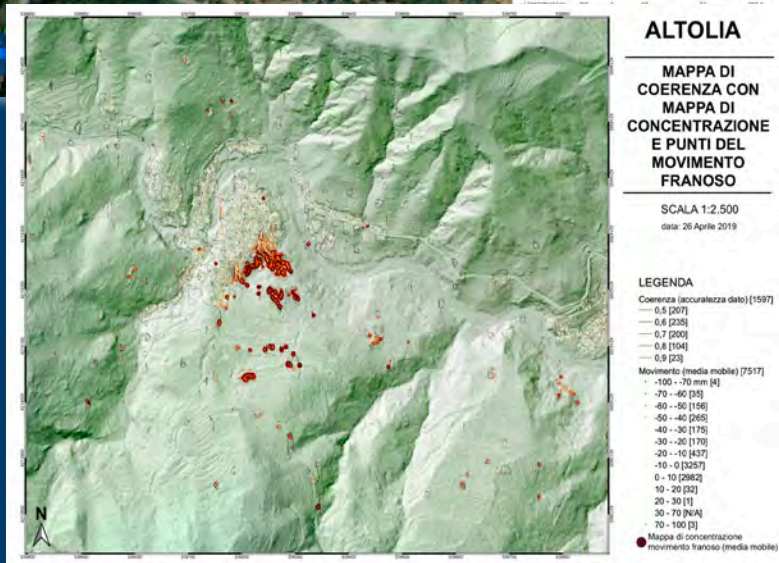 ALTOLIA
MAPPA DI
COERENZA CON
MAPPA DI
CONCENTRAZIONE
E PUNTI DEL
MOVIMENTO
FRANOSO
SCALA 1:2.500
data: 26 Aprile 2019
LEGENDA
Coerenza (accuratezza dato) [1597]
0,5 [207]
0,6 [235]
0,7 [200]
0,8 [104]
0,9 [23]
Movimento (media mobile) [7517]
-100 - -70 mm [4]
-70 - -60 [35]
-60 - -50 [156]
-50 - -40 [265]
-40 - -30 [175]
-30 - -20 [170]
-20 - -10 [437]
-10 - 0 [3257]
0 - 10 [2982]
10 - 20 [32]
20 - 30 [1]
30 - 70 [N/A]
70 - 100 [3]
Mappa di concentrazione
movimento franoso (media mobile)
N